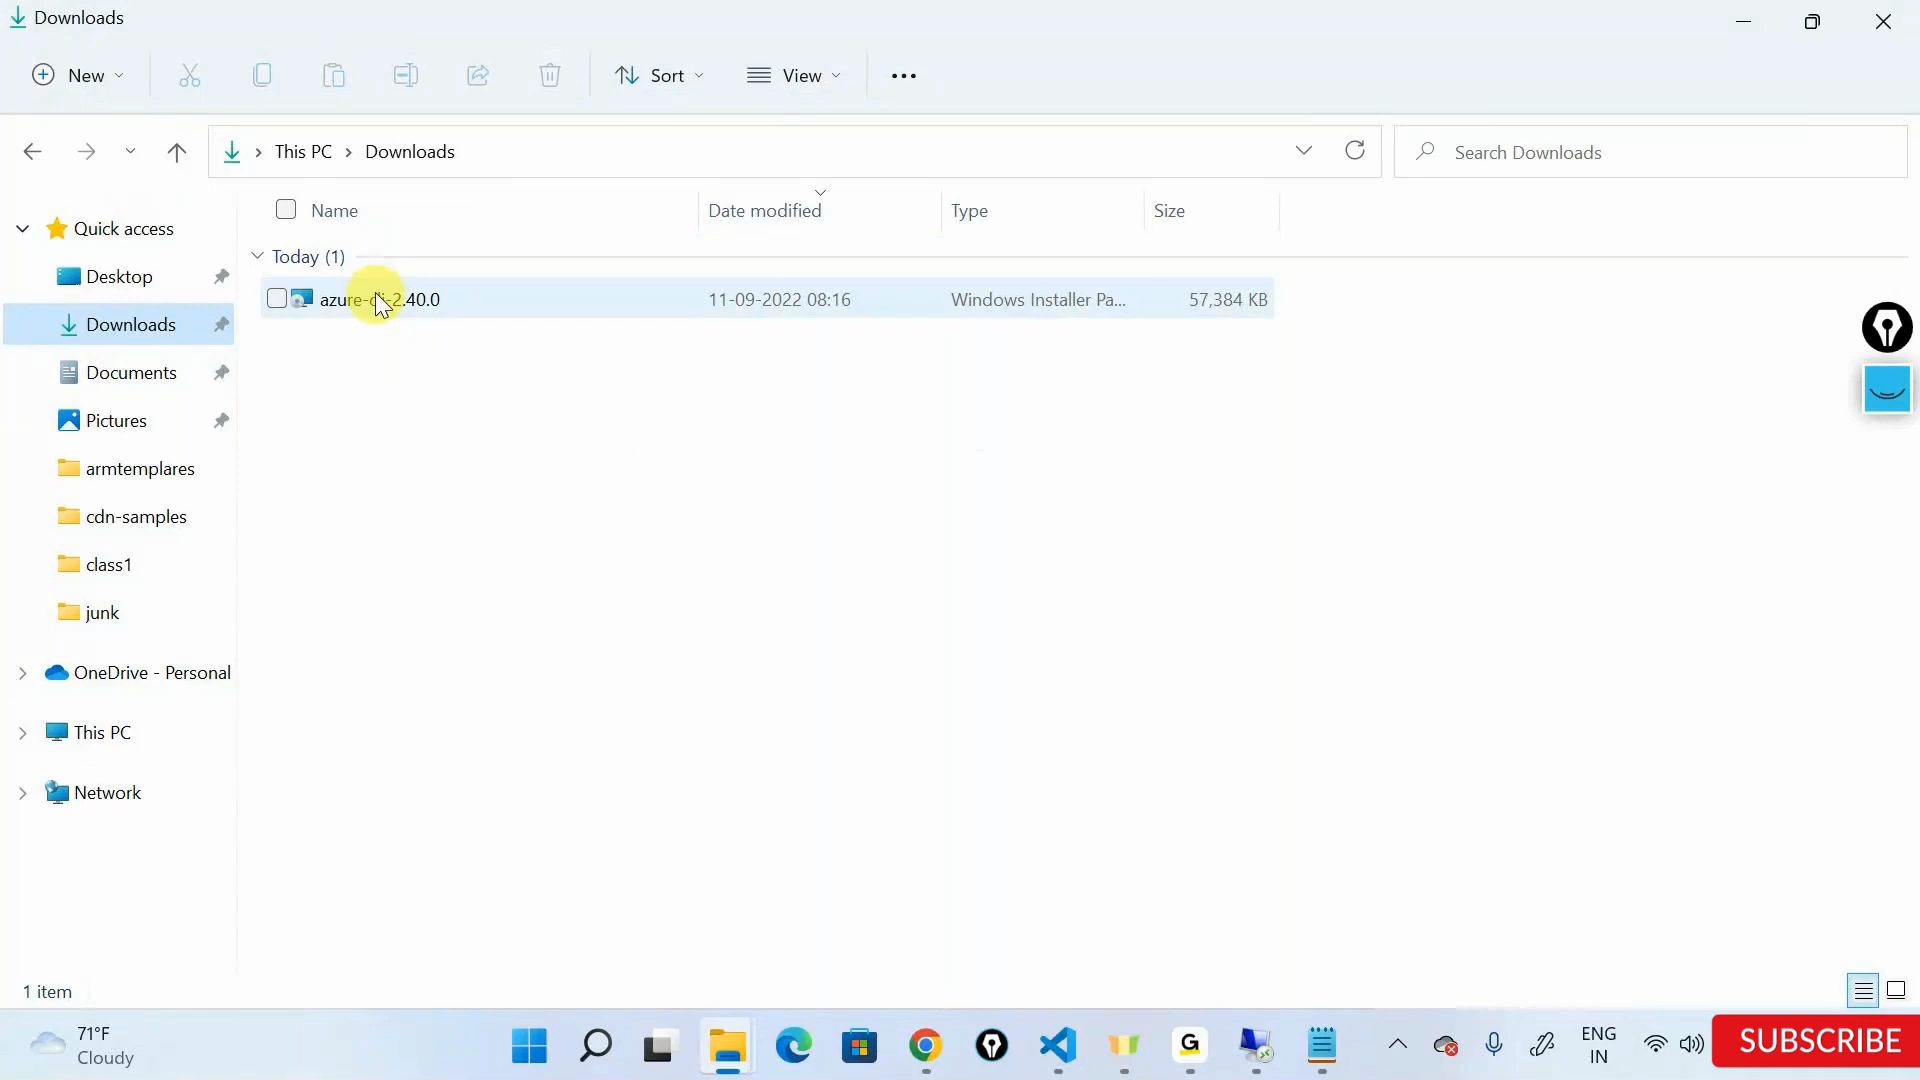 Downloads
New
Sort
View
This PC
Downloads
Search Downloads
Name
Date modified
Type
Size
Quick access
Desktop
Downloads
Documents
Pictures
armtemplares
cdn-samples
class1
junk
OneDrive - Personal
This PC
Network
Today (1)
azure-cli-2.40.0
11-09-2022 08:16
Windows Installer Pa...
57,384 KB
1 item
71°F
Cloudy
G
ENG
IN
SUBSCRIBE